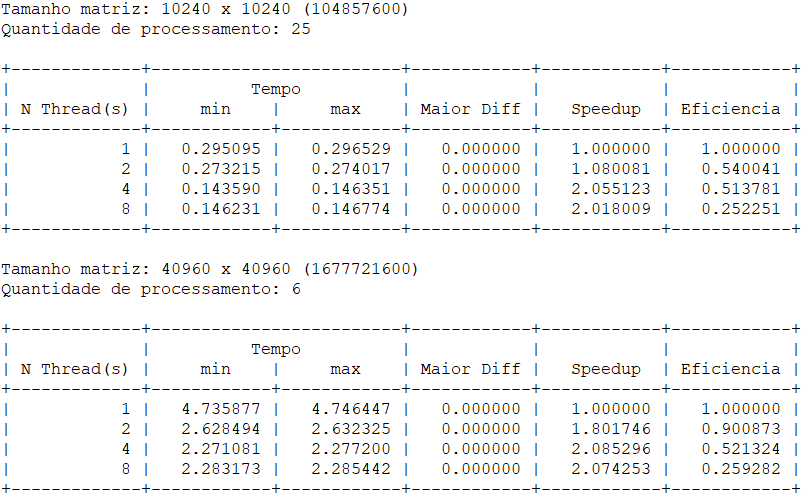 Tamanho matriz: 10240 x 10240 (104857600)
Quantidade de processamento: 25
+-------------+-------------------------+------------+------------+------------+
|             |          Tempo          |            |            |            |
| N Thread(s) |     min    |     max    | Maior Diff |   Speedup  | Eficiencia |
+-------------+------------+------------+------------+------------+------------+
|           1 |   0.295095 |   0.296529 |   0.000000 |   1.000000 |   1.000000 |
|           2 |   0.273215 |   0.274017 |   0.000000 |   1.080081 |   0.540041 |
|           4 |   0.143590 |   0.146351 |   0.000000 |   2.055123 |   0.513781 |
|           8 |   0.146231 |   0.146774 |   0.000000 |   2.018009 |   0.252251 |
+-------------+------------+------------+------------+------------+------------+
Tamanho matriz: 40960 x 40960 (1677721600)
Quantidade de processamento: 6
+-------------+-------------------------+------------+------------+------------+
|             |          Tempo          |            |            |            |
| N Thread(s) |     min    |     max    | Maior Diff |   Speedup  | Eficiencia |
+-------------+------------+------------+------------+------------+------------+
|           1 |   4.735877 |   4.746447 |   0.000000 |   1.000000 |   1.000000 |
|           2 |   2.628494 |   2.632325 |   0.000000 |   1.801746 |   0.900873 |
|           4 |   2.271081 |   2.277200 |   0.000000 |   2.085296 |   0.521324 |
|           8 |   2.283173 |   2.285442 |   0.000000 |   2.074253 |   0.259282 |
+-------------+------------+------------+------------+------------+------------+